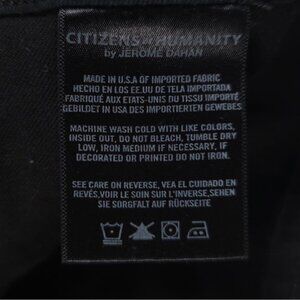 CITIZENS of HUMANITY
by JEROME DAHAN
MADE IN U.S.A OF IMPORTED FABRIC
HECHO EN LOS EE.UU DE TELA IMPORTADA
FABRIQUÉ AUX ETATS-UNIS DU TISSU IMPORTÉ
GEBILDET IN USA DES IMPORTIERTEN GEWEBES
MACHINE WASH COLD WITH LIKE COLORS,
INSIDE OUT, DO NOT BLEACH, TUMBLE DRY
LOW, IRON MEDIUM IF NECESSARY, IF
DECORATED OR PRINTED DO NOT IRON.
SEE CARE ON REVERSE, VEA EL CUIDADO EN
REVÉS, VOIR LE SOIN SUR L'INVERSE, SEHEN
SIE SORGFALT AUF RÜCKSEITE